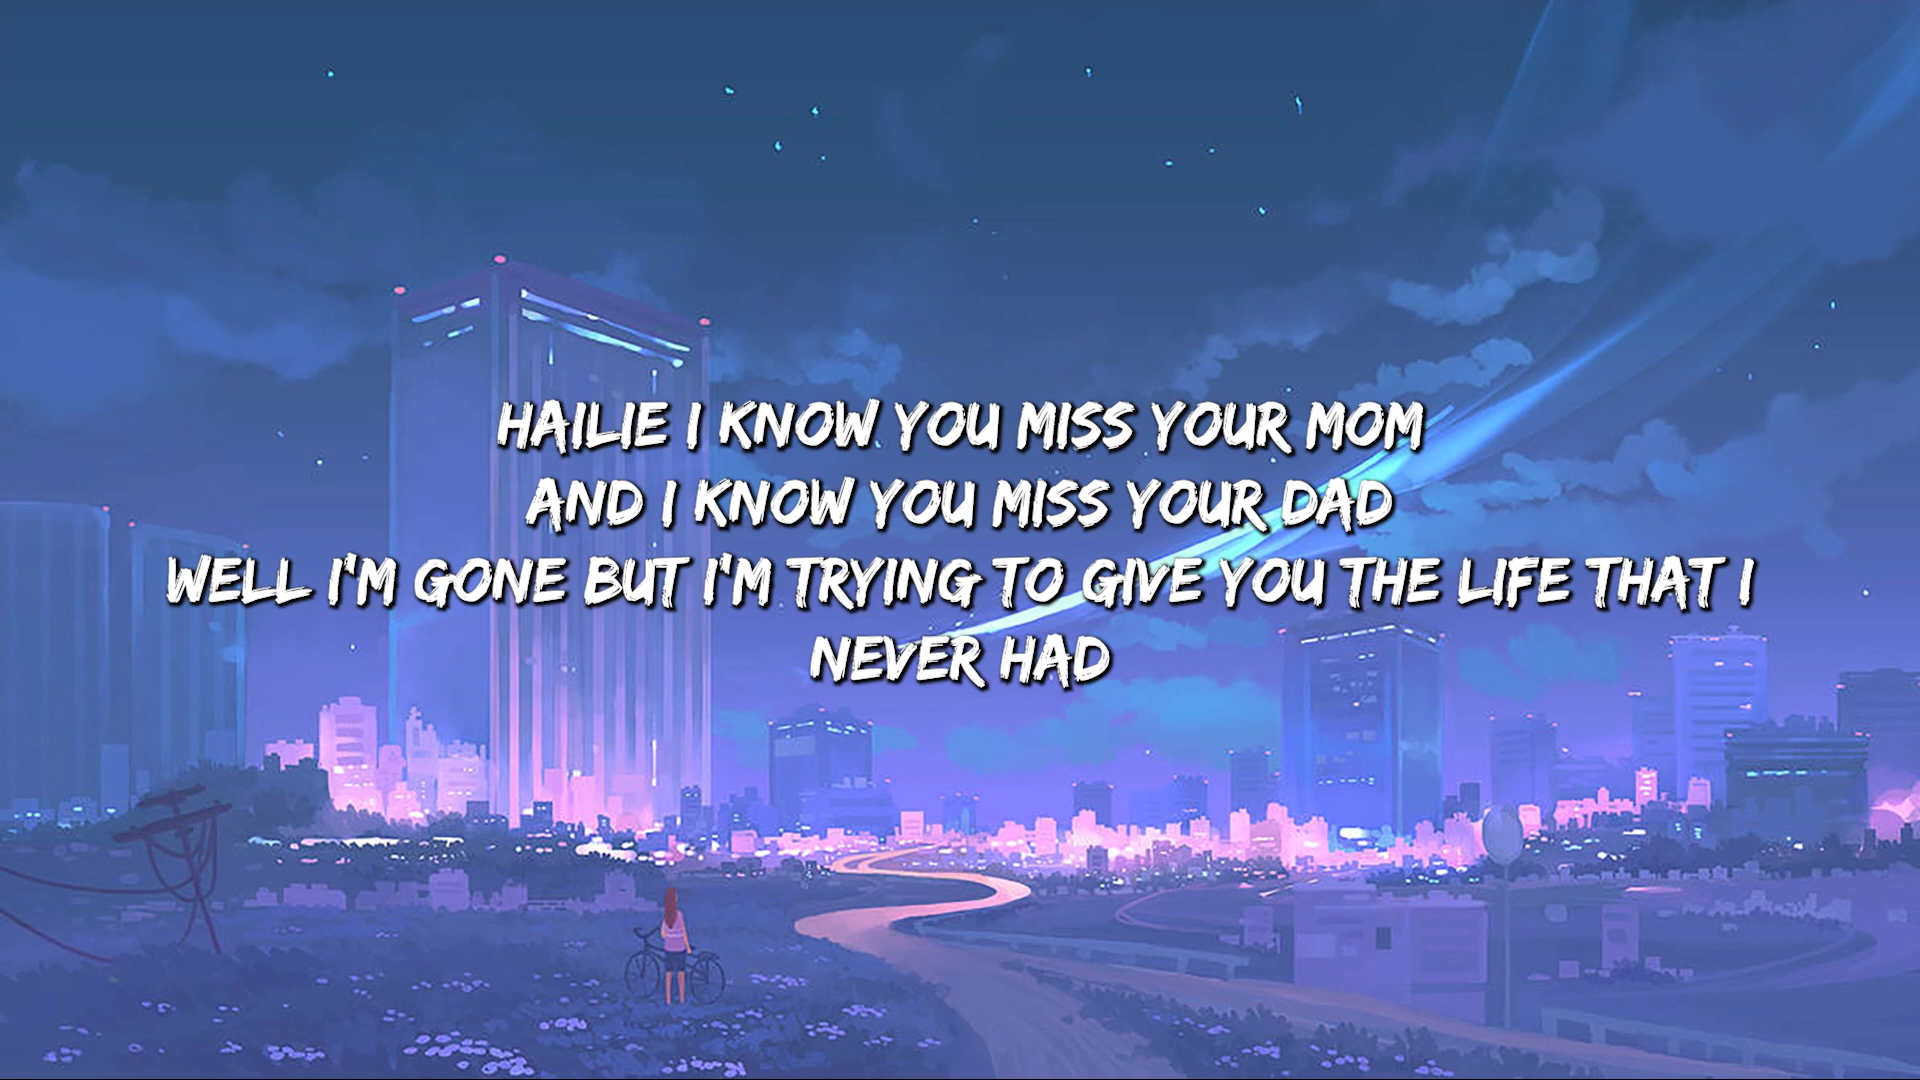 HAILIE I KNOW YOU MISS YOUR MOM
AND I KNOW YOU MISS YOUR DAD
WELL I'M GONE BUT I'M TRYING TO GIVE YOU THE LIFE THAT I
NEVER HAD